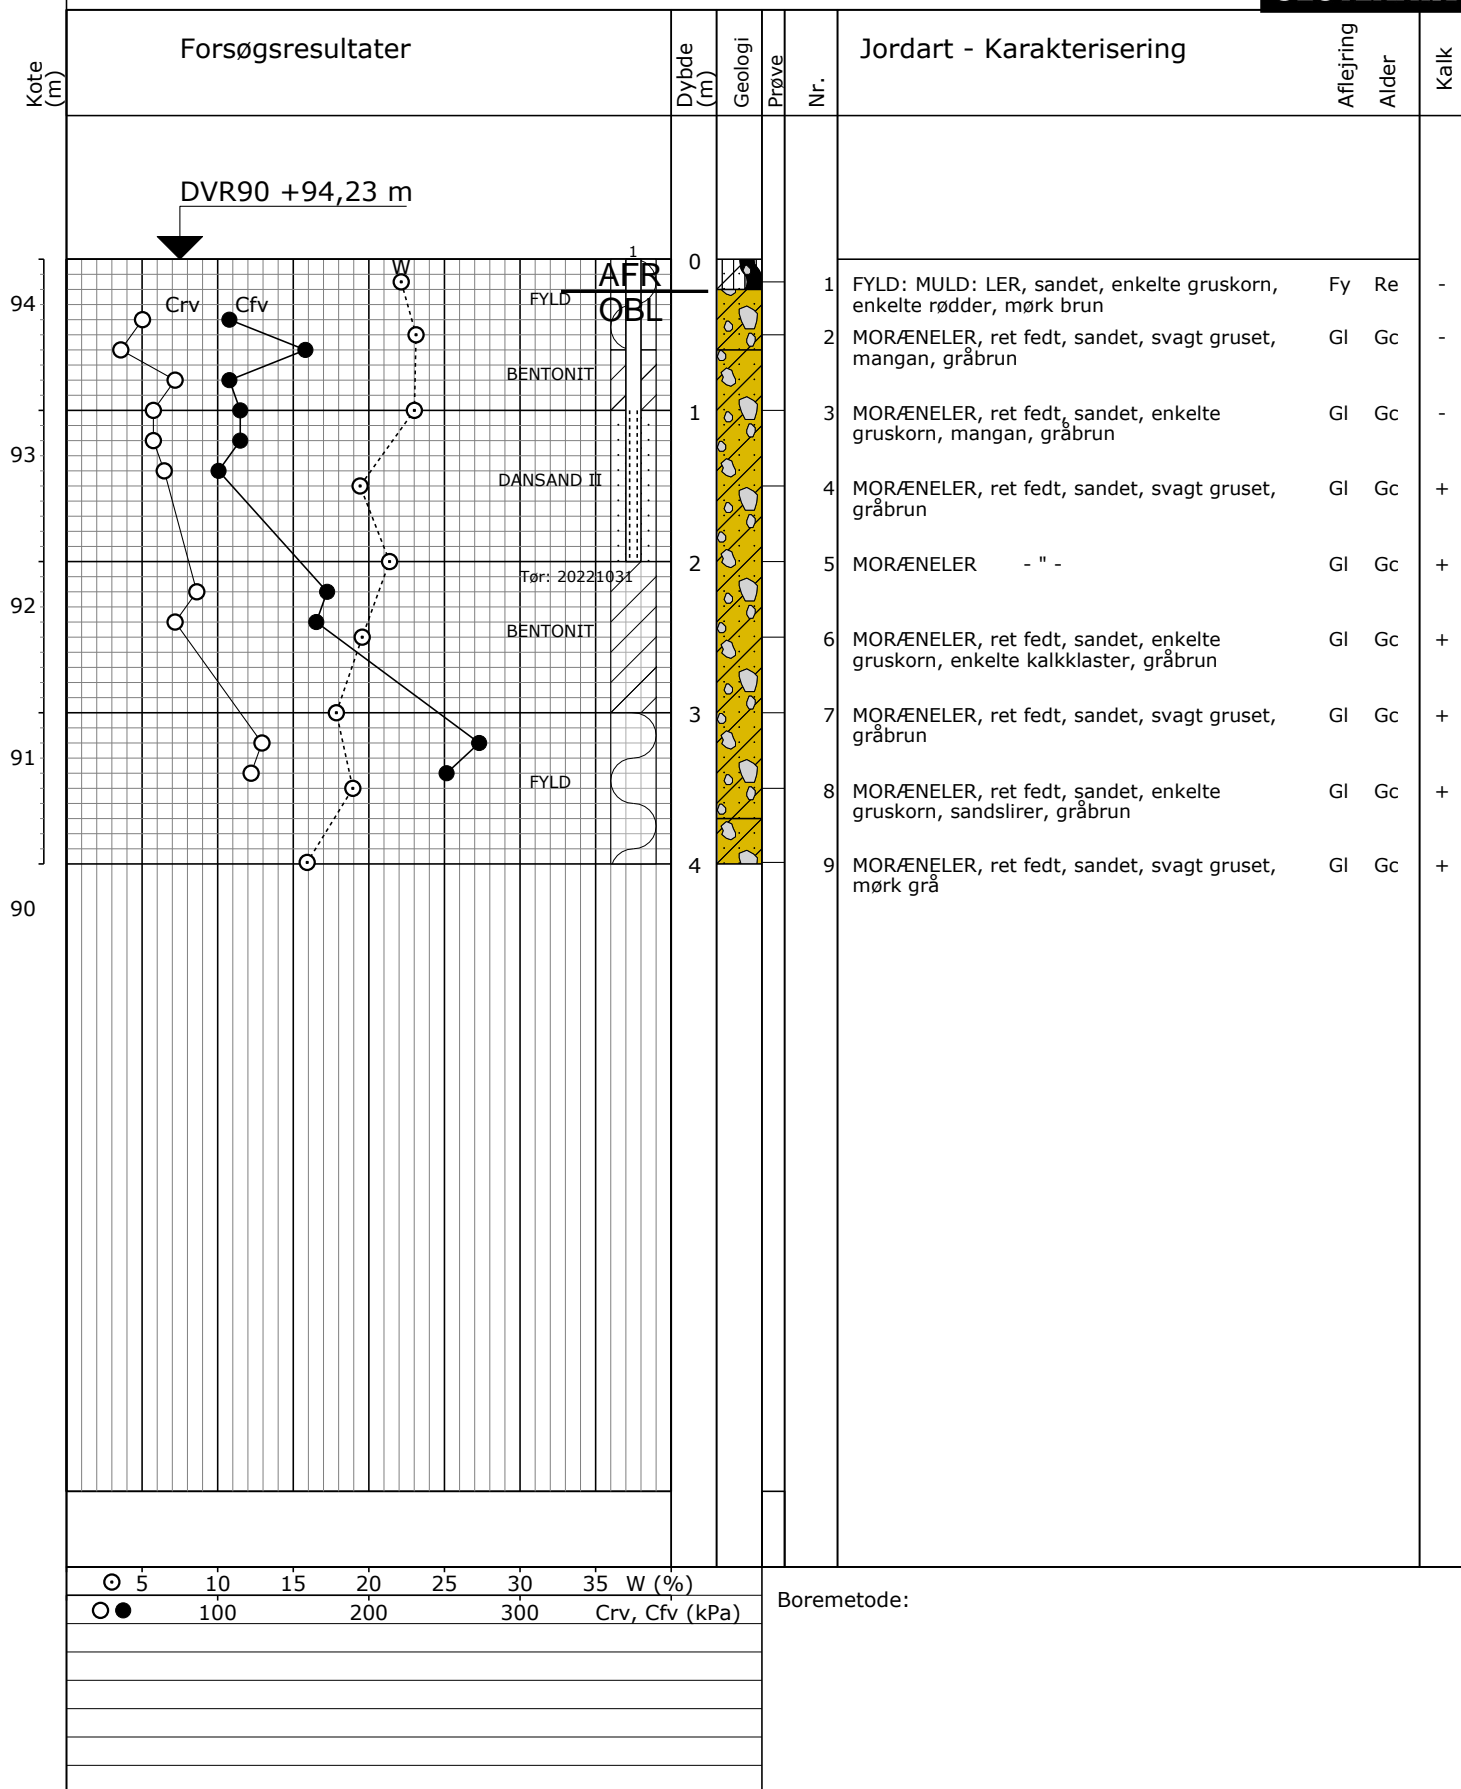 Forsøgsresultater
Kote
(m)
Dybde
(m)
Geologi
Prøve
Nr.
Jordart - Karakterisering
Aflejring
Alder
Kalk
DVR90 +94,23 m
1
W
AFR
OBL
FYLD
Crv
Cfv
BENTONIT
DANSAND II
Tør: 20221031
BENTONIT
FYLD
94
93
92
91
90
0
1
2
3
4
1 FYLD: MULD: LER, sandet, enkelte gruskorn, Fy Re -
enkelte rødder, mørk brun
2 MORÆNELER, ret fedt, sandet, svagt gruset, Gl Gc -
mangan, gråbrun
3 MORÆNELER, ret fedt, sandet, enkelte Gl Gc -
gruskorn, mangan, gråbrun
4 MORÆNELER, ret fedt, sandet, svagt gruset, Gl Gc +
gråbrun
5 MORÆNELER - " - Gl Gc +
6 MORÆNELER, ret fedt, sandet, enkelte Gl Gc +
gruskorn, enkelte kalkklaster, gråbrun
7 MORÆNELER, ret fedt, sandet, svagt gruset, Gl Gc +
gråbrun
8 MORÆNELER, ret fedt, sandet, enkelte Gl Gc +
gruskorn, sandslirer, gråbrun
9 MORÆNELER, ret fedt, sandet, svagt gruset, Gl Gc +
mørk grå
5 10 15 20 25 30 35 W (%)
100 200 300 Crv, Cfv (kPa)
Boremetode: